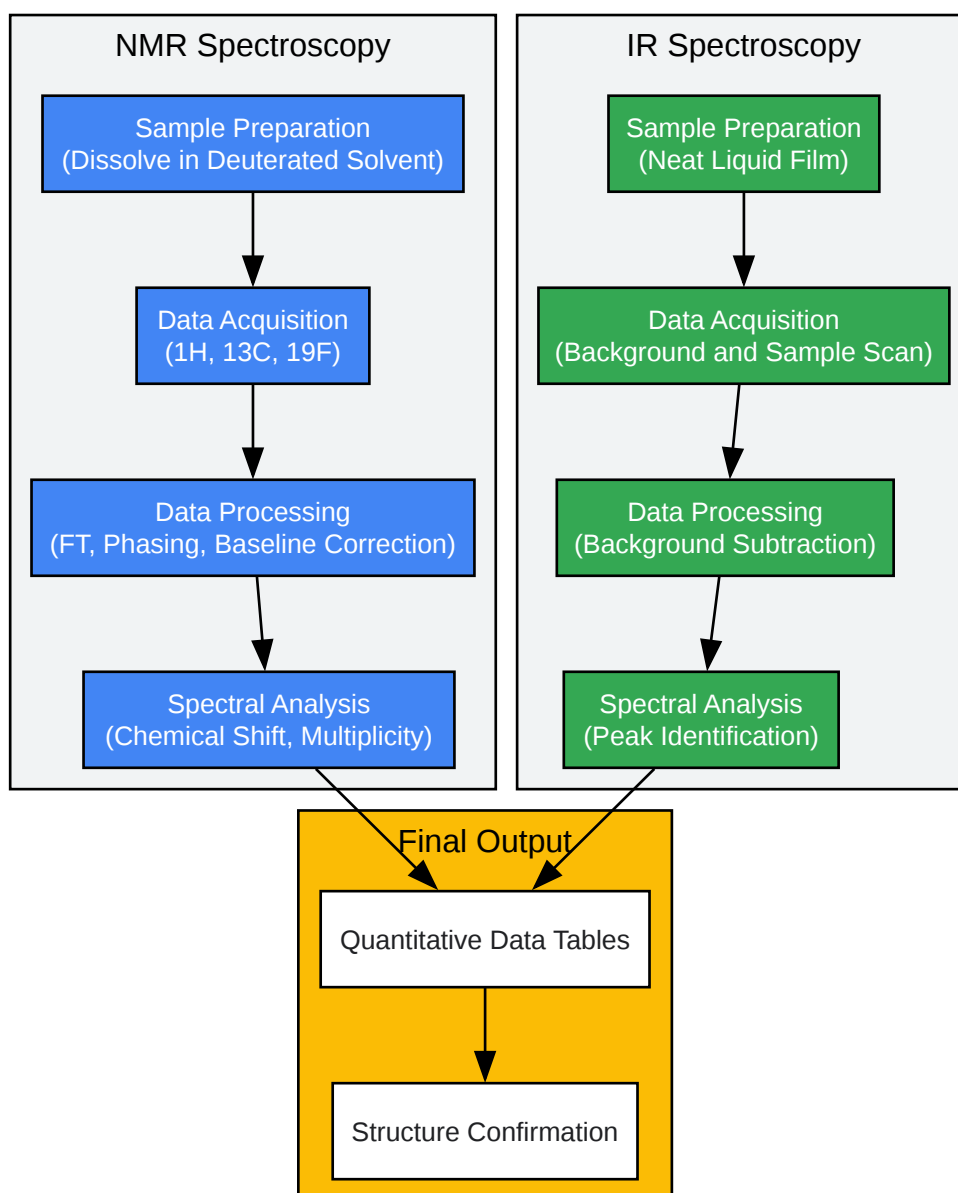 NMR Spectroscopy
Sample Preparation
(Dissolve in Deuterated Solvent)
Data Acquisition
(1H, 13C, 19F)
Data Processing
(FT, Phasing, Baseline Correction)
Spectral Analysis
(Chemical Shift, Multiplicity)
IR Spectroscopy
Sample Preparation
(Neat Liquid Film)
Data Acquisition
(Background and Sample Scan)
Data Processing
(Background Subtraction)
Spectral Analysis
(Peak Identification)
Final Output
Quantitative Data Tables
Structure Confirmation